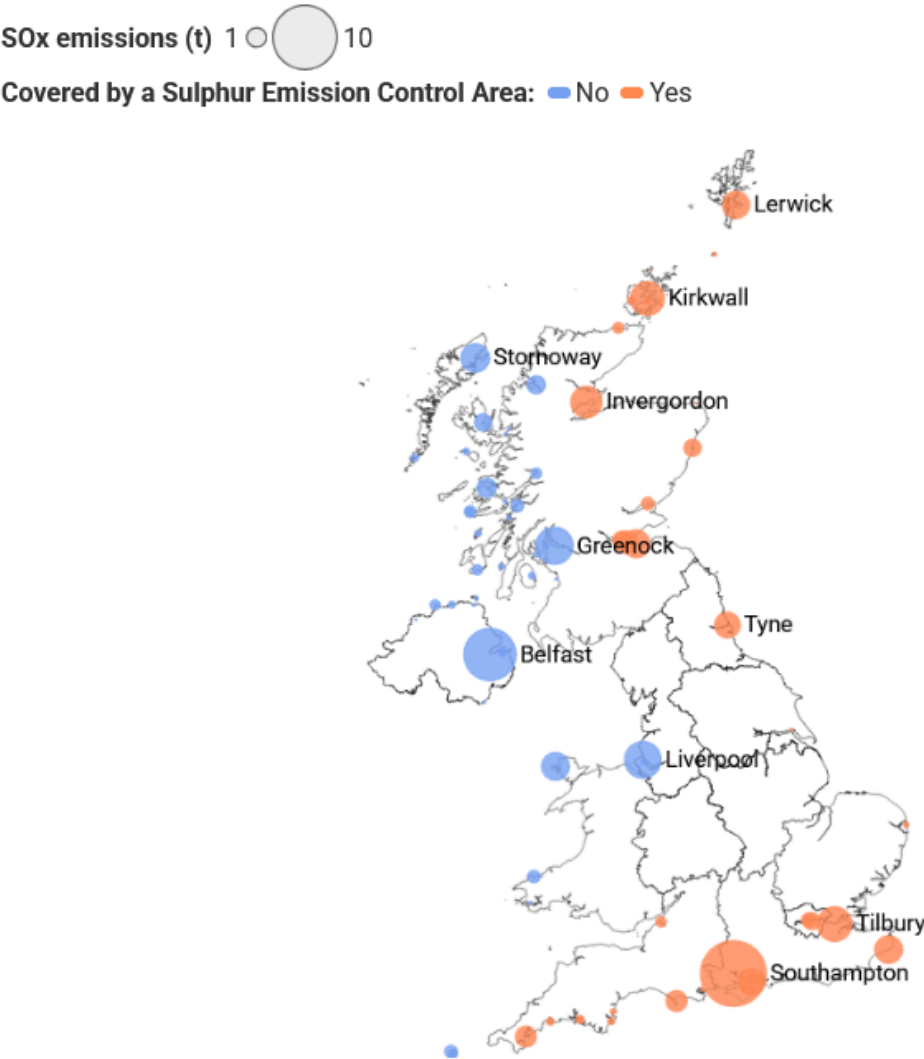 SOx emissions (t) 1 10
Covered by a Sulphur Emission Control Area: No Yes
Lerwick
Kirkwall
Stornoway
Invergordon
Greenock
Tyne
Belfast
Liverpool
Tilbury
Southampton